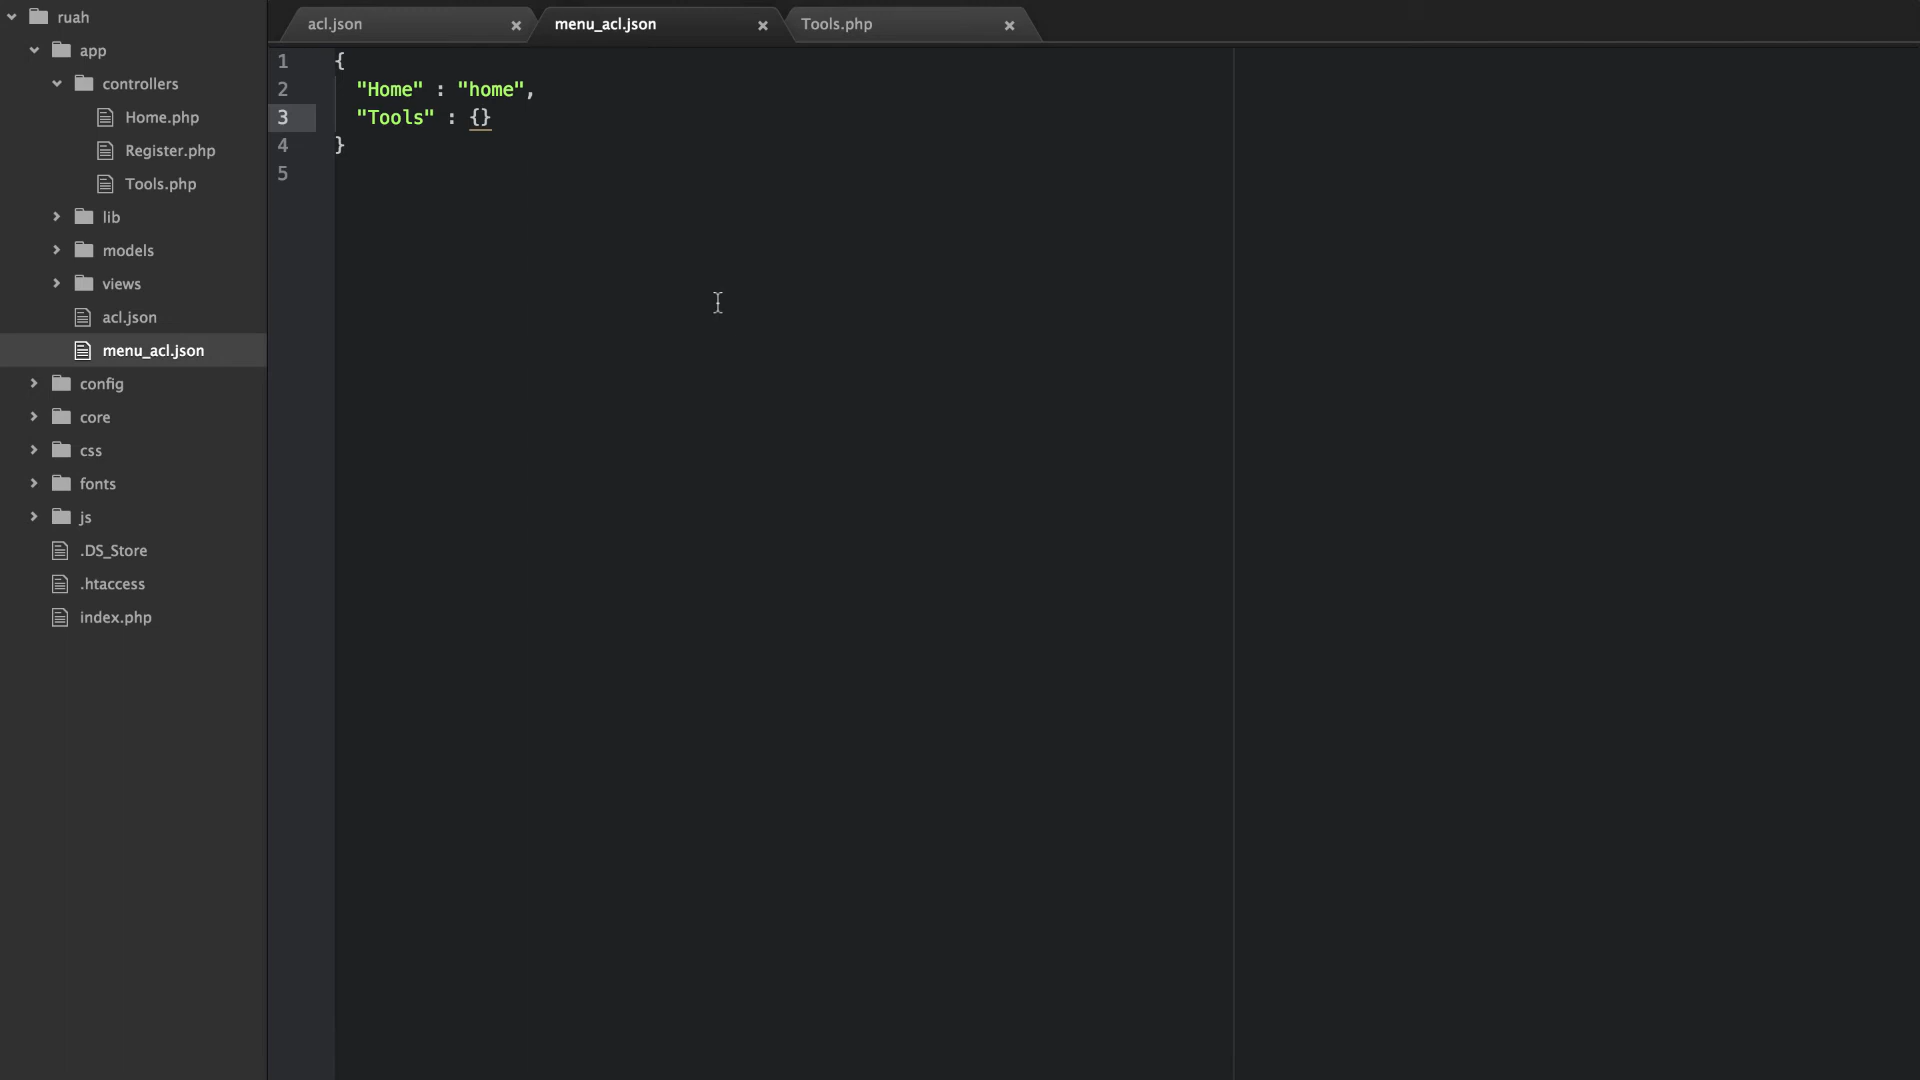 ruah
app
controllers
Home.php
Register.php
Tools.php
lib
models
views
acl.json
menu_acl.json
config
core
css
fonts
js
.DS_Store
.htaccess
index.php
acl.json × menu_acl.json × Tools.php ×
1 {
2 "Home" : "home",
3 "Tools" : {}
4 }
5